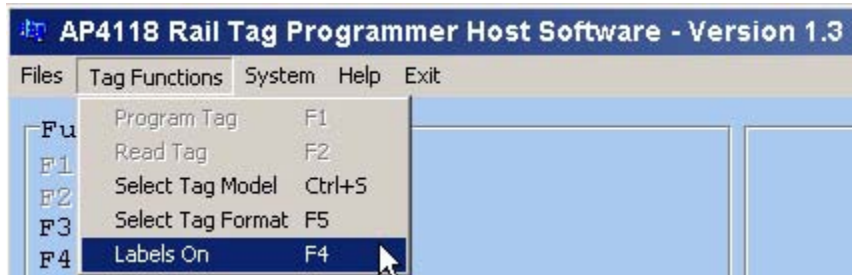 AP4118 Rail Tag Programmer Host Software - Version 1.3
Files Tag Functions System Help Exit
Fu
F1
F2
F3
F4
Program Tag F1
Read Tag F2
Select Tag Model Ctrl+S
Select Tag Format F5
Labels On F4